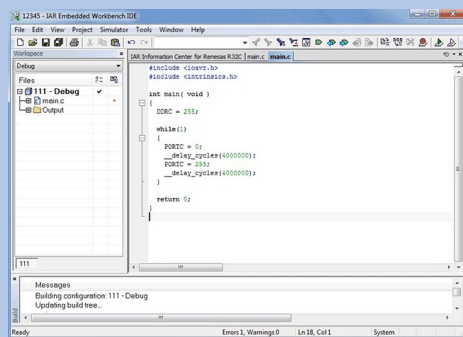 12345 - IAR Embedded Workbench IDE
File Edit View Project Simulator Tools Window Help
Workspace
IAR Information Center for Renesas R32C main.c main.c
Debug
Files
111 - Debug
main.c
Output
#include <ioavr.h>
#include <intrinsics.h>
int main( void )
{
DDRC = 255;
while(1)
{
PORTC = 0;
__delay_cycles(4000000);
PORTC = 255;
__delay_cycles(4000000);
}
return 0;
}
111
Messages
Building configuration: 111 - Debug
Updating build tree...
Build
Ready
Errors 1, Warnings 0
Ln 18, Col 1
System